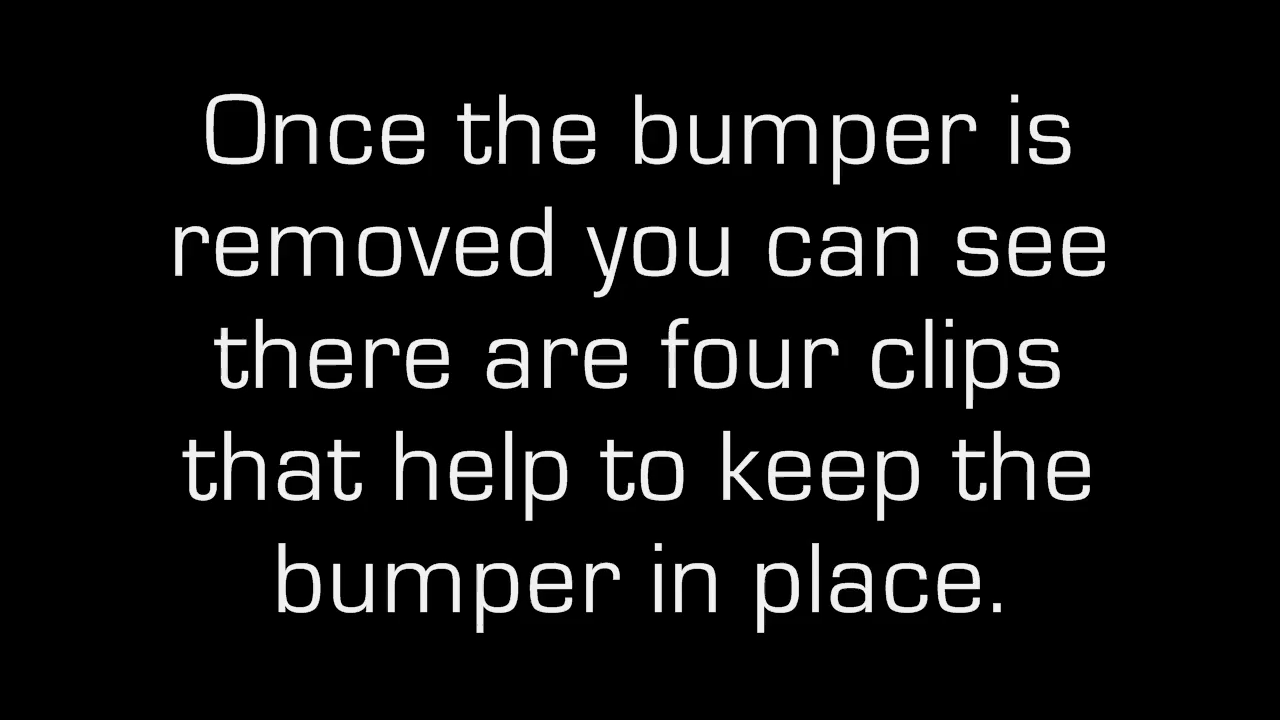 Once the bumper is
removed you can see
there are four clips
that help to keep the
bumper in place.